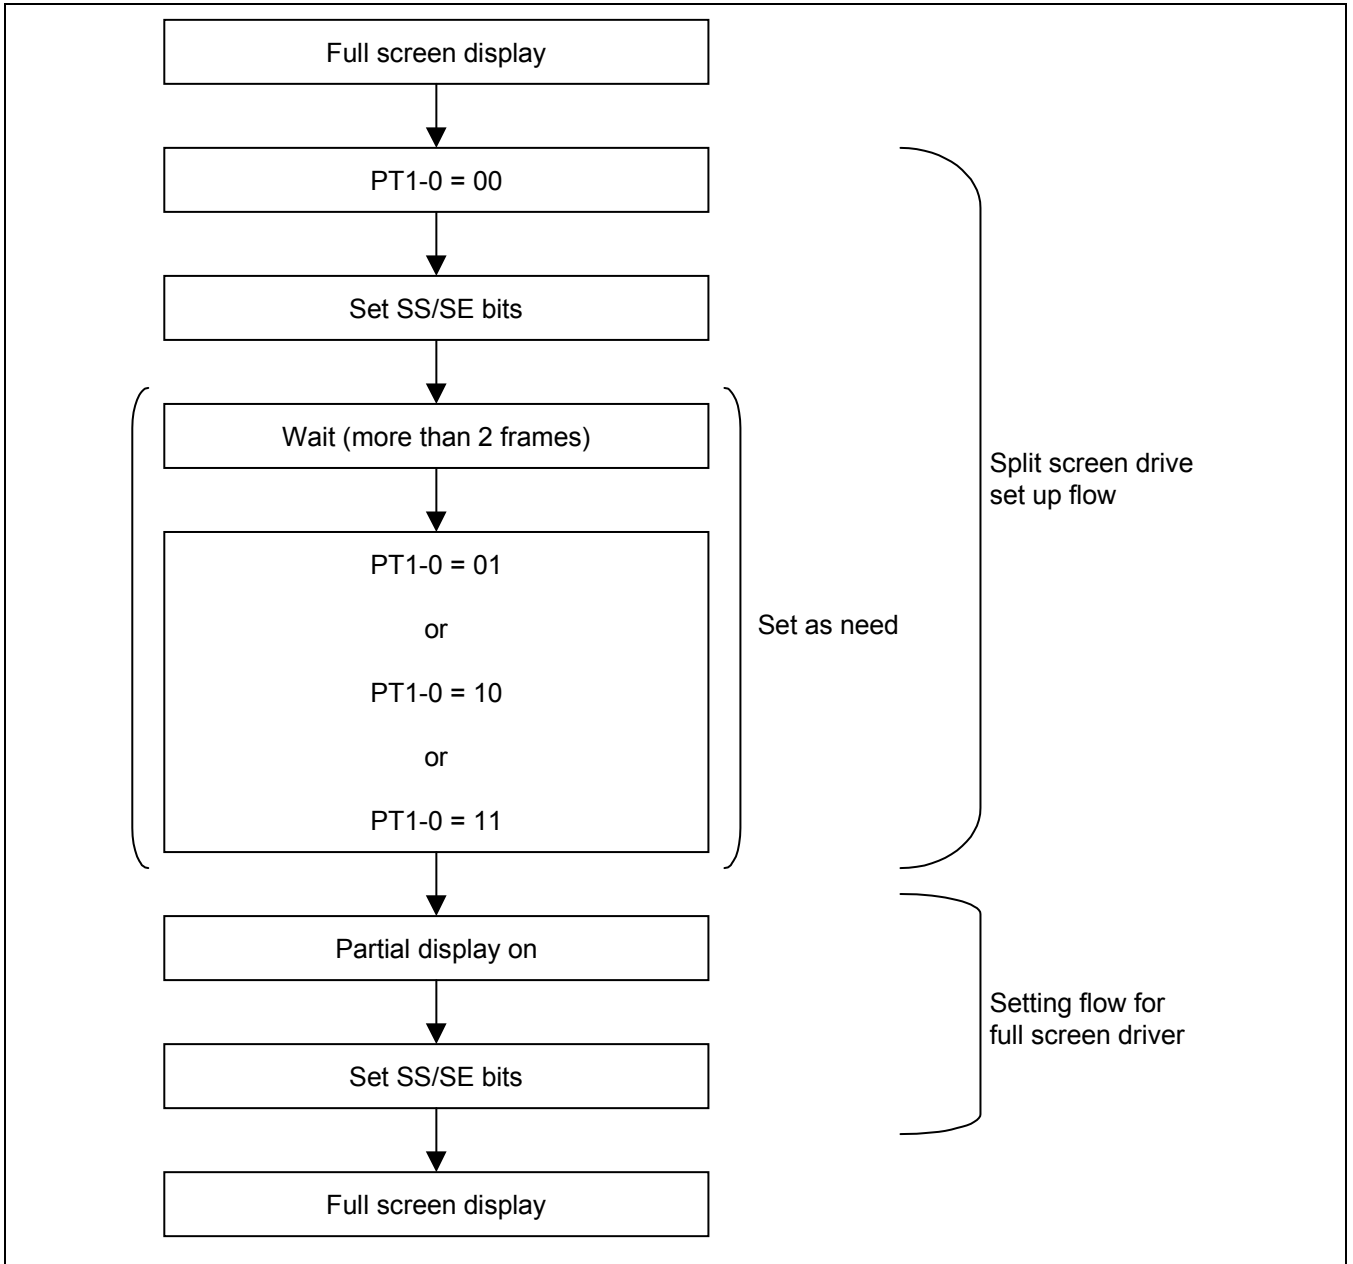 Full screen display
PT1-0 = 00
Set SS/SE bits
Wait (more than 2 frames)
PT1-0 = 01
or
PT1-0 = 10
or
PT1-0 = 11
Set as need
Split screen drive
set up flow
Partial display on
Set SS/SE bits
Setting flow for
full screen driver
Full screen display